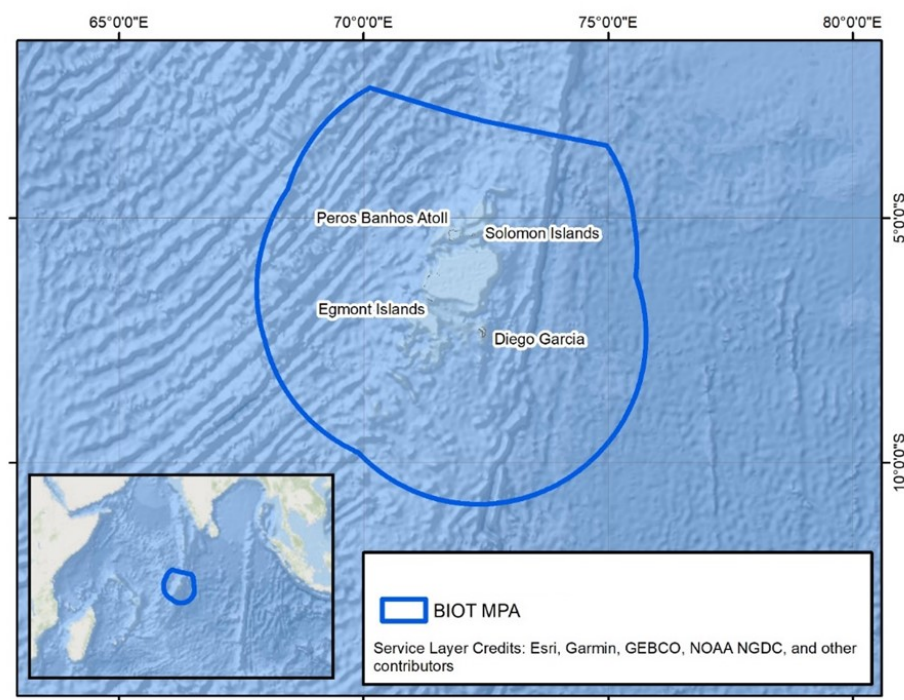 65°0'0"E
70°0'0"E
75°0'0"E
80°0'0"E
Peros Banhos Atoll
5°0'0"S
Solomon Islands
Egmont Islands
Diego Garcia
10°0'0"S
BIOT MPA
Service Layer Credits: Esri, Garmin, GEBCO, NOAA NGDC, and other
contributors